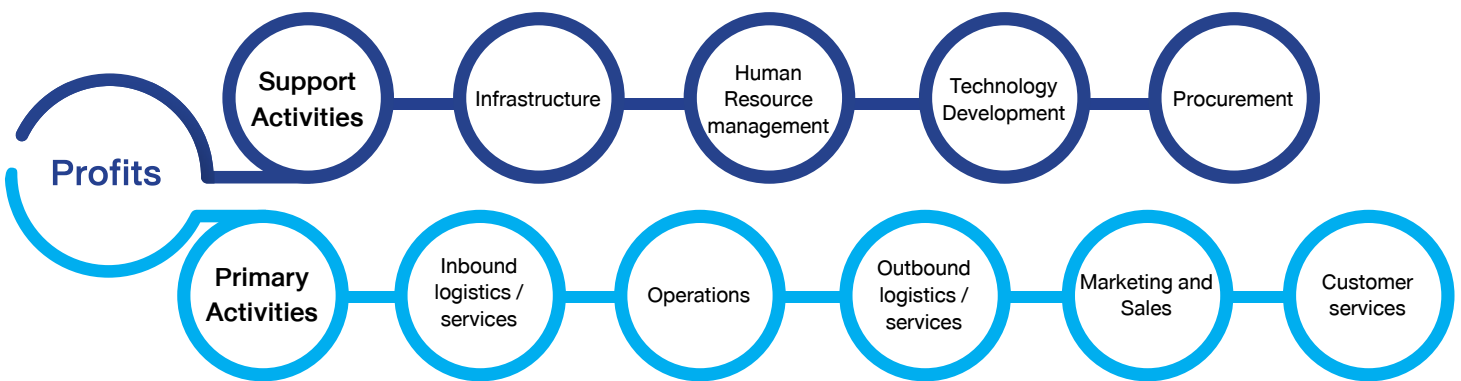 Profits
Support
Activities
Infrastructure
Human
Resource
management
Technology
Development
Procurement
Primary
Activities
Inbound
logistics /
services
Operations
Outbound
logistics /
services
Marketing and
Sales
Customer
services